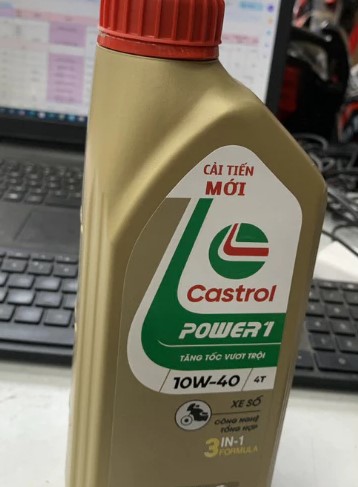 CẢI TIẾN
MỚI
Castrol
POWER1
TĂNG TỐC VƯỢT TRỘI
10W-40 4T
XE SỐ
CÔNG NGHỆ
TỔNG HỢP
3 IN-1
FORMULA